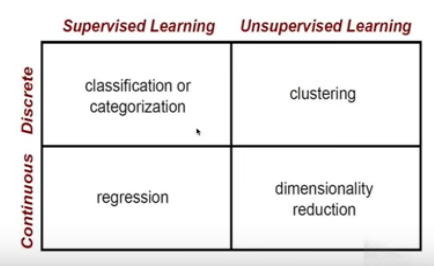 Supervised Learning Unsupervised Learning
Discrete
classification or
categorization
clustering
Continuous
regression
dimensionality
reduction